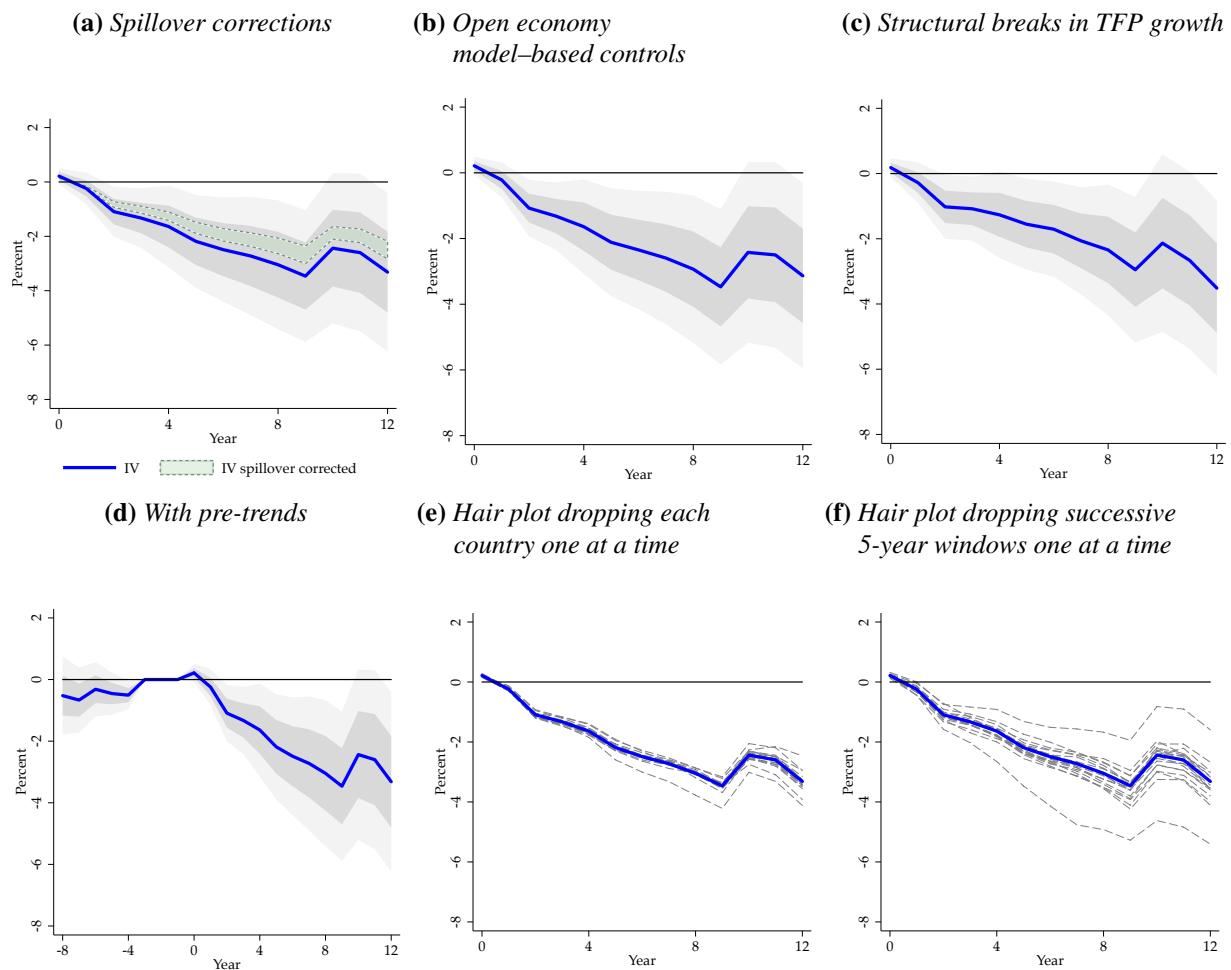 (a) Spillover corrections
(b) Open economy
model–based controls
(c) Structural breaks in TFP growth
2
0
-2
-4
-6
-8
Percent
0
4
8
12
Year
IV
IV spillover corrected
2
0
-2
-4
-6
-8
Percent
0
4
8
12
Year
2
0
-2
-4
-6
-8
Percent
0
4
8
12
Year
(d) With pre-trends
(e) Hair plot dropping each
country one at a time
(f) Hair plot dropping successive
5-year windows one at a time
2
0
-2
-4
-6
-8
Percent
-8
-4
0
4
8
12
Year
2
0
-2
-4
-6
-8
Percent
0
4
8
12
Year
2
0
-2
-4
-6
-8
Percent
0
4
8
12
Year